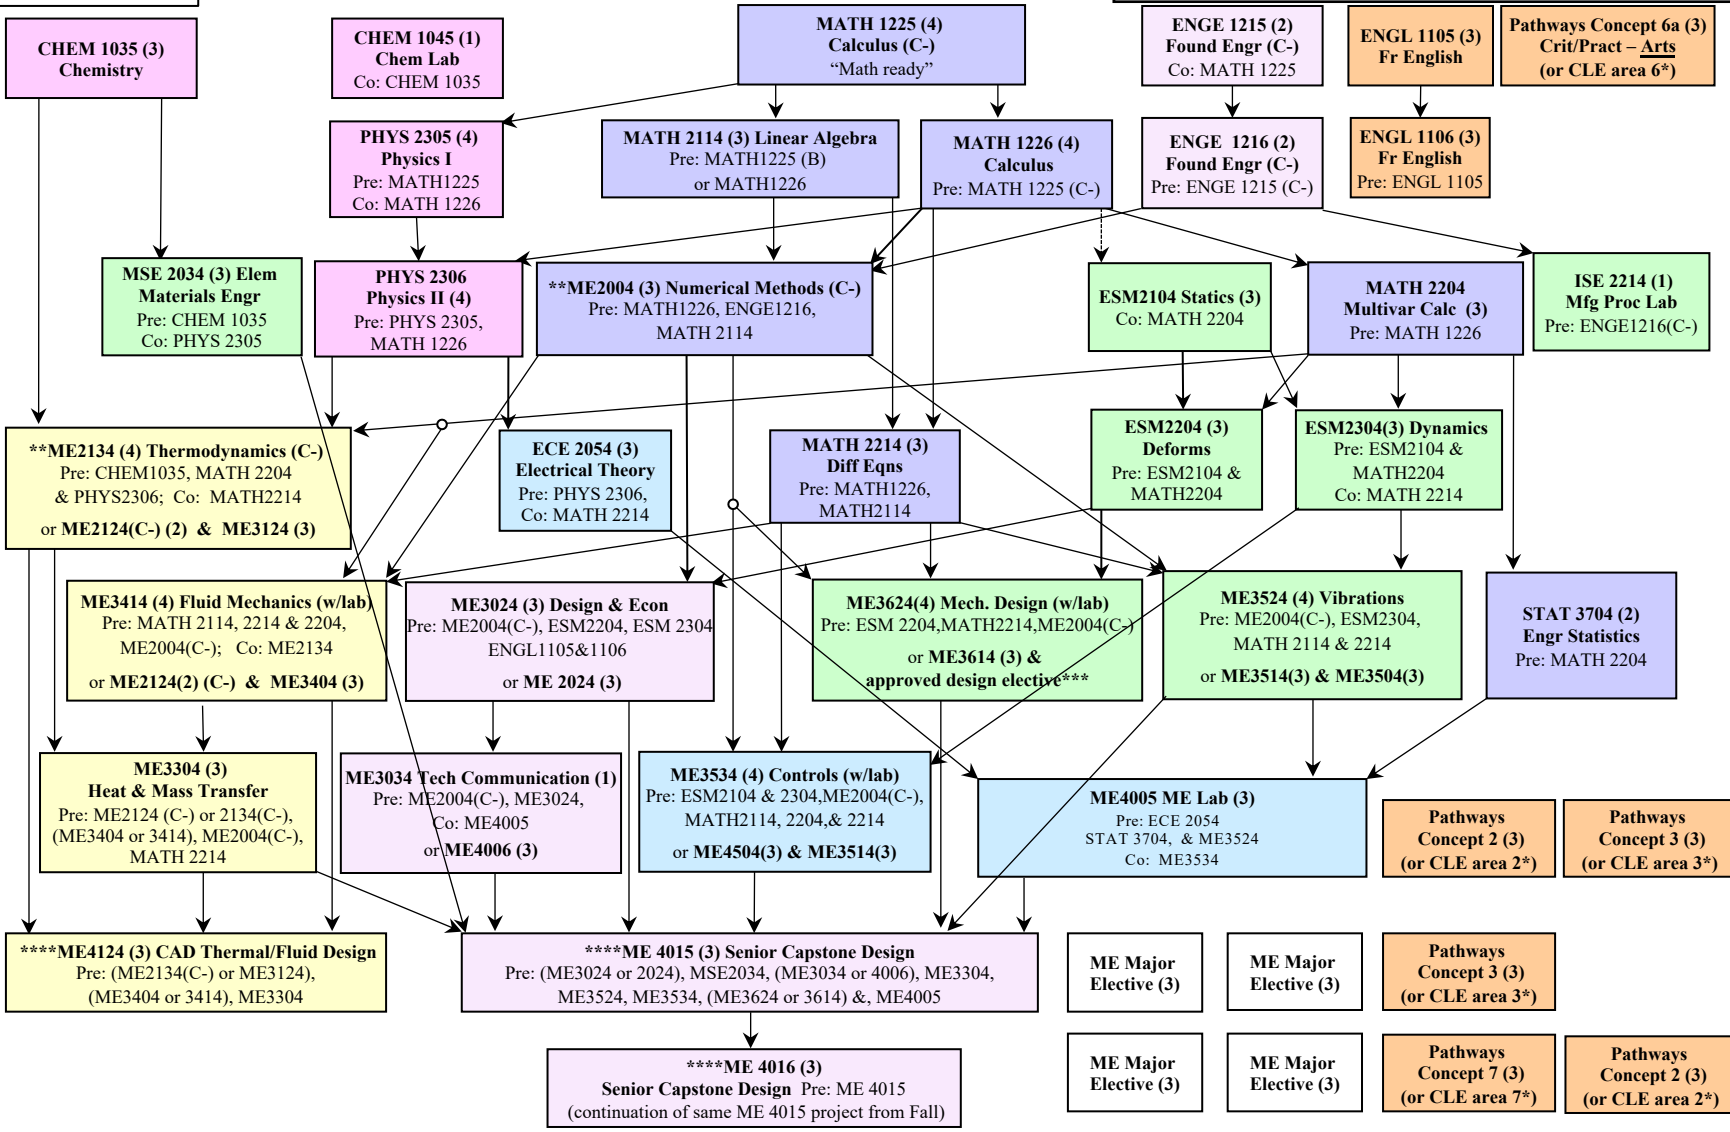 CHEM 1035 (3)
Chemistry
CHEM 1045 (1)
Chem Lab
Co: CHEM 1035
MATH 1225 (4)
Calculus (C-)
“Math ready”
ENGE 1215 (2)
Found Engr (C-)
Co: MATH 1225
ENGL 1105 (3)
Fr English
Pathways Concept 6a (3)
Crit/Pract – Arts
(or CLE area 6*)
PHYS 2305 (4)
Physics I
Pre: MATH1225
Co: MATH 1226
MATH 2114 (3) Linear Algebra
Pre: MATH1225 (B)
or MATH1226
MATH 1226 (4)
Calculus
Pre: MATH 1225 (C-)
ENGE 1216 (2)
Found Engr (C-)
Pre: ENGE 1215 (C-)
ENGL 1106 (3)
Fr English
Pre: ENGL 1105
MSE 2034 (3) Elem
Materials Engr
Pre: CHEM 1035
Co: PHYS 2305
PHYS 2306
Physics II (4)
Pre: PHYS 2305,
MATH 1226
**ME2004 (3) Numerical Methods (C-)
Pre: MATH1226, ENGE1216,
MATH 2114
ESM2104 Statics (3)
Co: MATH 2204
MATH 2204
Multivar Calc (3)
Pre: MATH 1226
ISE 2214 (1)
Mfg Proc Lab
Pre: ENGE1216(C-)
**ME2134 (4) Thermodynamics (C-)
Pre: CHEM1035, MATH 2204
& PHYS2306; Co: MATH2214
or ME2124(C-) (2) & ME3124 (3)
ECE 2054 (3)
Electrical Theory
Pre: PHYS 2306,
Co: MATH 2214
MATH 2214 (3)
Diff Eqns
Pre: MATH1226,
MATH2114
ESM2204 (3)
Deforms
Pre: ESM2104 &
MATH2204
ESM2304(3) Dynamics
Pre: ESM2104 &
MATH2204
Co: MATH 2214
ME3414 (4) Fluid Mechanics (w/lab)
Pre: MATH 2114, 2214 & 2204,
ME2004(C-); Co: ME2134
or ME2124(2) (C-) & ME3404 (3)
ME3024 (3) Design & Econ
Pre: ME2004(C-), ESM2204, ESM 2304
ENGL1105&1106
or ME 2024 (3)
ME3624(4) Mech. Design (w/lab)
Pre: ESM 2204,MATH2214,ME2004(C-)
or ME3614 (3) &
approved design elective***
ME3524 (4) Vibrations
Pre: ME2004(C-), ESM2304,
MATH 2114 & 2214
or ME3514(3) & ME3504(3)
STAT 3704 (2)
Engr Statistics
Pre: MATH 2204
ME3304 (3)
Heat & Mass Transfer
Pre: ME2124 (C-) or 2134(C-),
(ME3404 or 3414), ME2004(C-),
MATH 2214
ME3034 Tech Communication (1)
Pre: ME2004(C-), ME3024,
Co: ME4005
or ME4006 (3)
ME3534 (4) Controls (w/lab)
Pre: ESM2104 & 2304,ME2004(C-),
MATH2114, 2204,& 2214
or ME4504(3) & ME3514(3)
ME4005 ME Lab (3)
Pre: ECE 2054
STAT 3704, & ME3524
Co: ME3534
Pathways
Concept 2 (3)
(or CLE area 2*)
Pathways
Concept 3 (3)
(or CLE area 3*)
****ME4124 (3) CAD Thermal/Fluid Design
Pre: (ME2134(C-) or ME3124),
(ME3404 or 3414), ME3304
****ME 4015 (3) Senior Capstone Design
Pre: (ME3024 or 2024), MSE2034, (ME3034 or 4006), ME3304,
ME3524, ME3534, (ME3624 or 3614) &, ME4005
ME Major
Elective (3)
ME Major
Elective (3)
Pathways
Concept 3 (3)
(or CLE area 3*)
****ME 4016 (3)
Senior Capstone Design Pre: ME 4015
(continuation of same ME 4015 project from Fall)
ME Major
Elective (3)
ME Major
Elective (3)
Pathways
Concept 7 (3)
(or CLE area 7*)
Pathways
Concept 2 (3)
(or CLE area 2*)